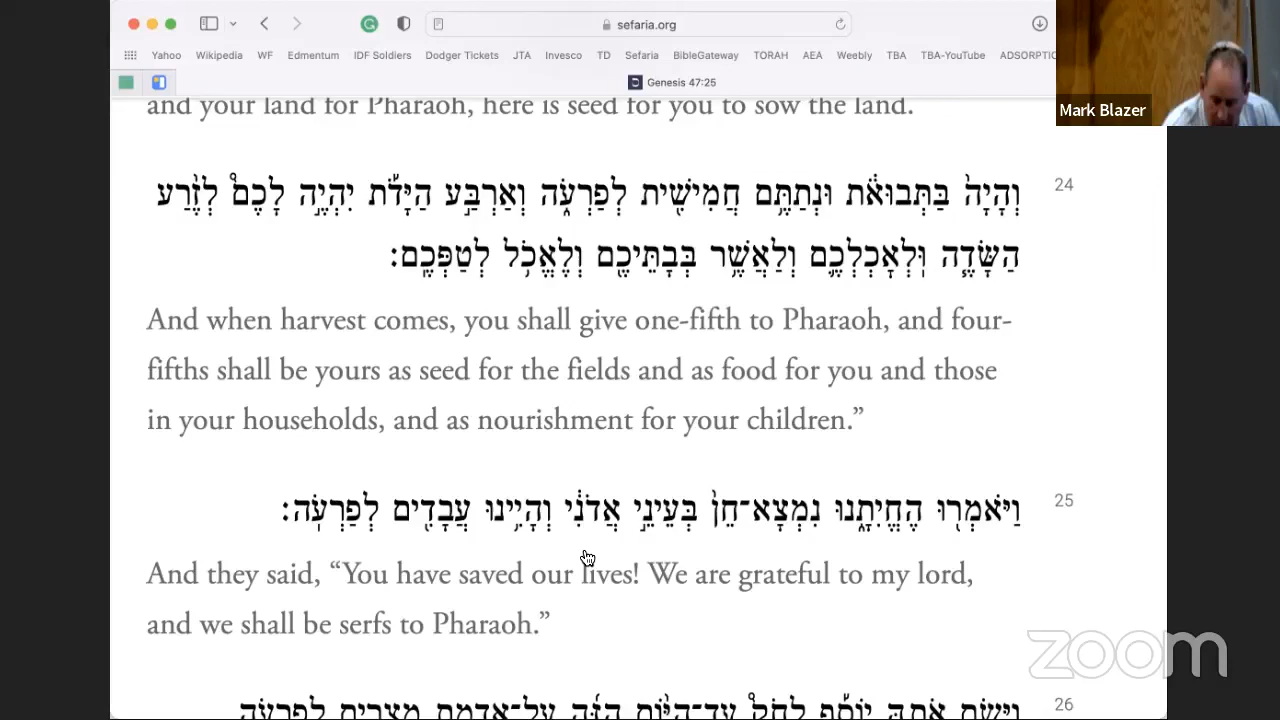 sefaria.org
Yahoo Wikipedia WF Edmentum IDF Soldiers Dodger Tickets JTA Invesco TD Sefaria BibleGateway TORAH AEA Weebly TBA TBA-YouTube ADSORPTIO
Genesis 47:25
Mark Blazer
and your land for Pharaoh, here is seed for you to sow the land.
24
וְהָיָה֙ בַּתְּבוּאֹ֔ת וּנְתַתֶּ֥ם חֲמִישִׁ֖ית לְפַרְעֹ֑ה וְאַרְבַּ֣ע הַיָּדֹ֡ת יִהְיֶ֣ה לָכֶם֩ לְזֶ֨רַע
הַשָּׂדֶ֧ה וּֽלְאׇכְלְכֶ֛ם וְלַאֲשֶׁ֥ר בְּבָתֵּיכֶ֖ם וְלֶאֱכֹ֥ל לְטַפְּכֶֽם׃
And when harvest comes, you shall give one-fifth to Pharaoh, and four-
fifths shall be yours as seed for the fields and as food for you and those
in your households, and as nourishment for your children.”
25
וַיֹּאמְר֖וּ הֶחֱיִתָ֑נוּ נִמְצָא־חֵן֙ בְּעֵינֵ֣י אֲדֹנִ֔י וְהָיִ֥ינוּ עֲבָדִ֖ים לְפַרְעֹֽה׃
And they said, “You have saved our lives! We are grateful to my lord,
and we shall be serfs to Pharaoh.”
26
וַיָּ֣שֶׂם אֹתָ֣הּ יוֹסֵ֡ף לְחֹק֩ עַד־הַיּ֨וֹם הַזֶּ֜ה עַל־אַדְמַ֥ת מִצְרַ֛יִם לְפַרְעֹ֖ה
zoom